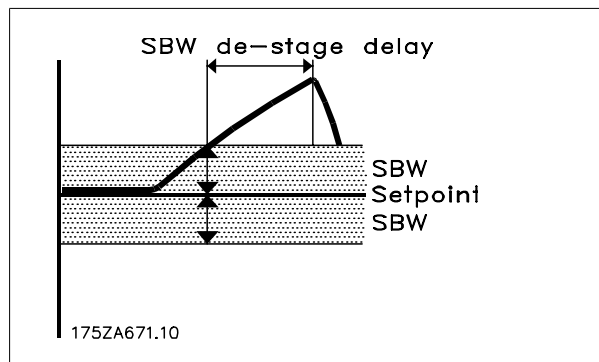 SBW de-stage delay
SBW
Setpoint
SBW
175ZA671.10